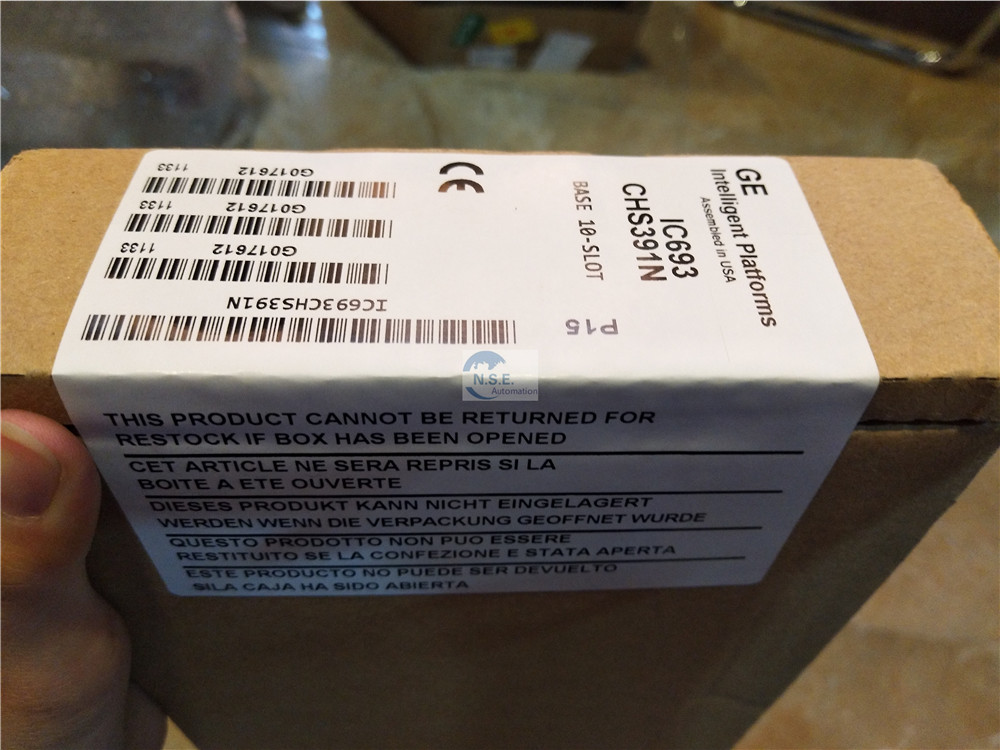 GE
Intelligent Platforms
Assembled in USA
IC693
CHS391N
BASE 10-SLOT
P15
CE
G017612 1133
G017612 1133
G017612 1133
IC693CHS391N
N.S.E.
Automation
THIS PRODUCT CANNOT BE RETURNED FOR
RESTOCK IF BOX HAS BEEN OPENED
CET ARTICLE NE SERA REPRIS SI LA
BOITE A ETE OUVERTE
DIESES PRODUKT KANN NICHT EINGELAGERT
WERDEN WENN DIE VERPACKUNG GEOFFNET WURDE
QUESTO PRODOTTO NON PUO ESSERE
RESTITUITO SE LA CONFEZIONE E STATA APERTA
ESTE PRODUCTO NO PUEDE SER DEVUELTO
SILA CAJA HA SIDO ABIERTA